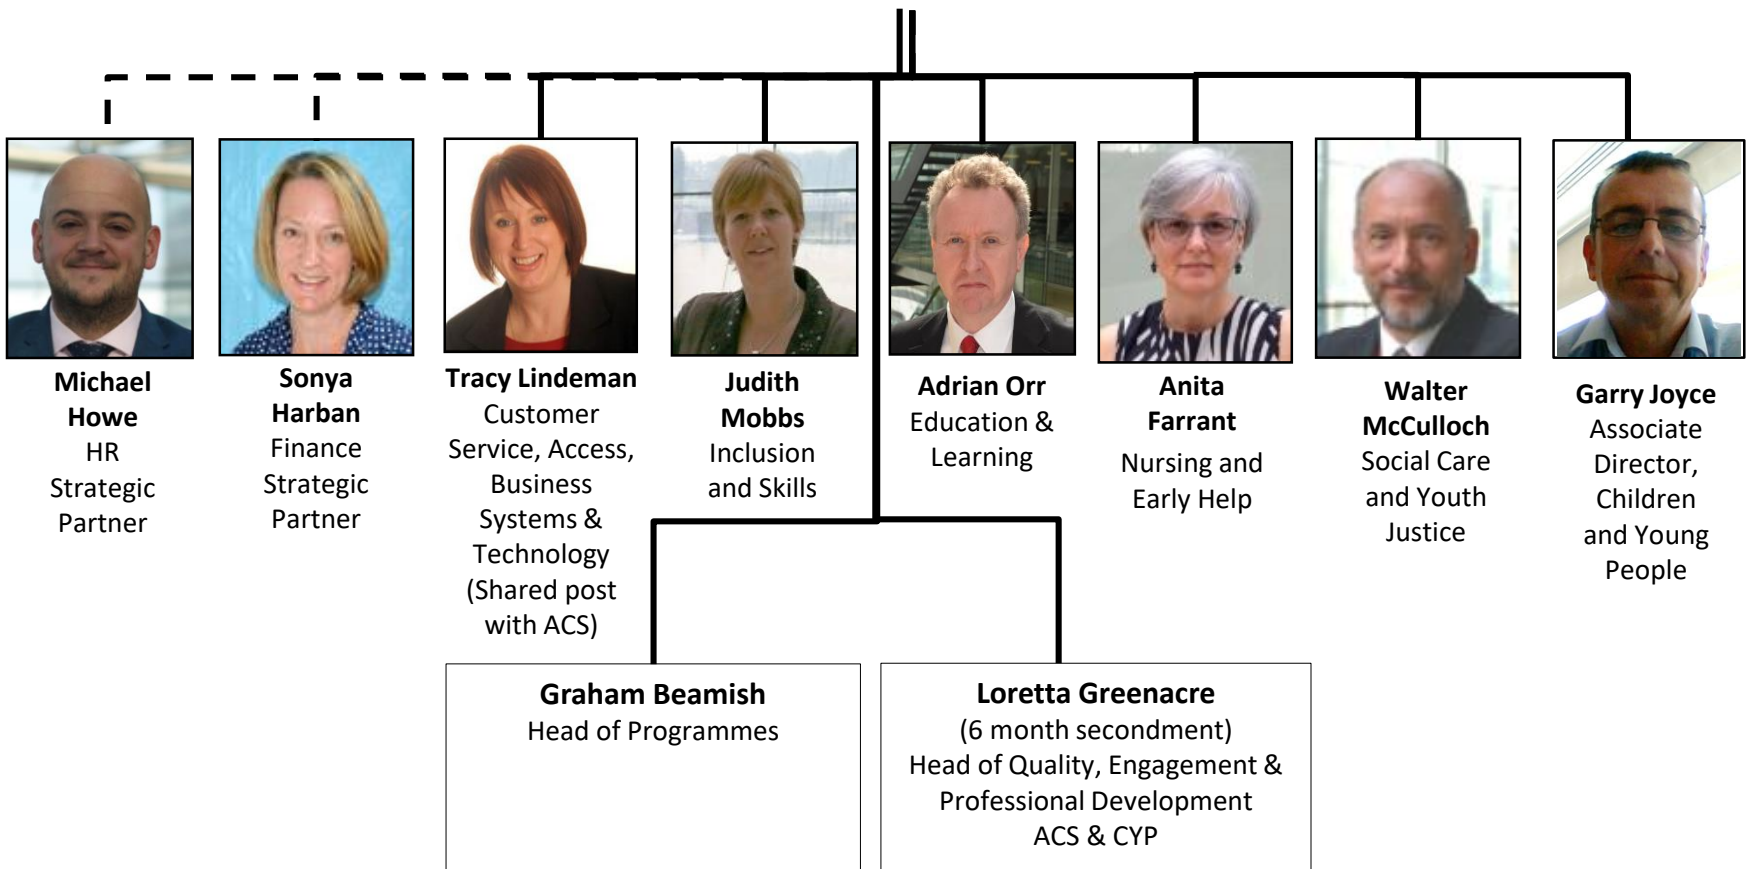 Michael
Howe
HR
Strategic
Partner
Sonya
Harban
Finance
Strategic
Partner
Tracy Lindeman
Customer
Service, Access,
Business
Systems &
Technology
(Shared post
with ACS)
Judith
Mobbs
Inclusion
and Skills
Adrian Orr
Education &
Learning
Anita
Farrant
Nursing and
Early Help
Walter
McCulloch
Social Care
and Youth
Justice
Garry Joyce
Associate
Director,
Children
and Young
People
Graham Beamish
Head of Programmes
Loretta Greenacre
(6 month secondment)
Head of Quality, Engagement &
Professional Development
ACS & CYP